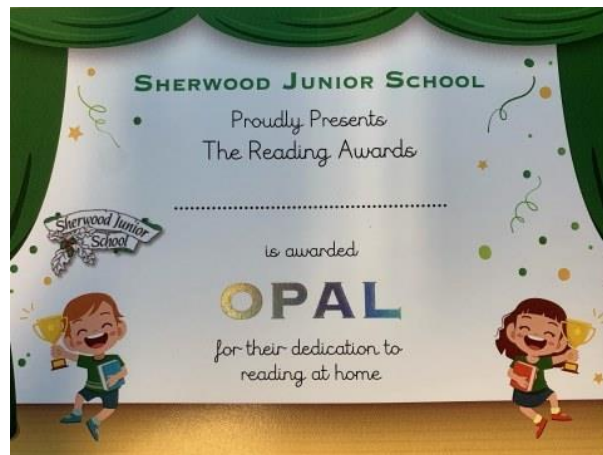 SHERWOOD JUNIOR SCHOOL
Proudly Presents
The Reading Awards
.................................................
Sherwood Junior
School
is awarded
OPAL
for their dedication to
reading at home